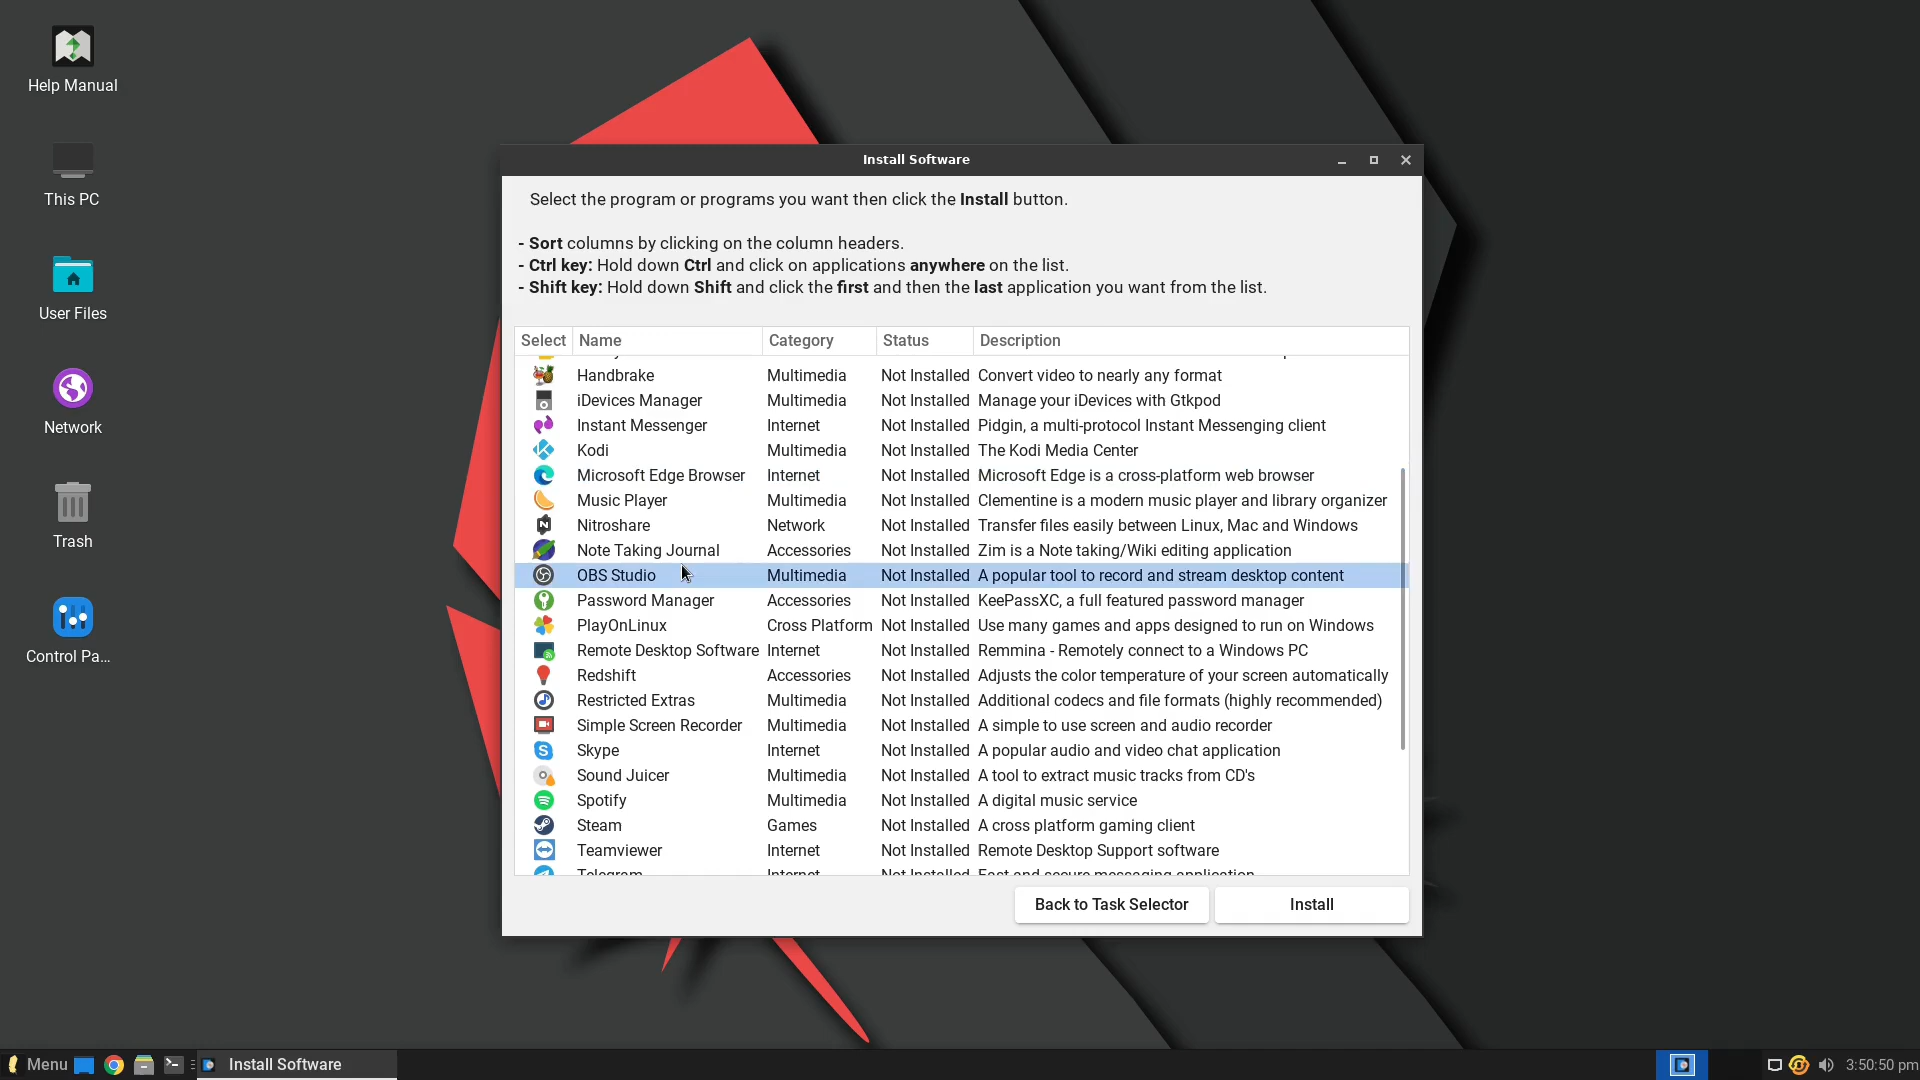 Help Manual
This PC
User Files
Network
Trash
Control Pa...
Install Software
Select the program or programs you want then click the Install button.
- Sort columns by clicking on the column headers.
- Ctrl key: Hold down Ctrl and click on applications anywhere on the list.
- Shift key: Hold down Shift and click the first and then the last application you want from the list.
Select Name Category Status Description
Handbrake Multimedia Not Installed Convert video to nearly any format
iDevices Manager Multimedia Not Installed Manage your iDevices with Gtkpod
Instant Messenger Internet Not Installed Pidgin, a multi-protocol Instant Messenging client
Kodi Multimedia Not Installed The Kodi Media Center
Microsoft Edge Browser Internet Not Installed Microsoft Edge is a cross-platform web browser
Music Player Multimedia Not Installed Clementine is a modern music player and library organizer
Nitroshare Network Not Installed Transfer files easily between Linux, Mac and Windows
Note Taking Journal Accessories Not Installed Zim is a Note taking/Wiki editing application
OBS Studio Multimedia Not Installed A popular tool to record and stream desktop content
Password Manager Accessories Not Installed KeePassXC, a full featured password manager
PlayOnLinux Cross Platform Not Installed Use many games and apps designed to run on Windows
Remote Desktop Software Internet Not Installed Remmina - Remotely connect to a Windows PC
Redshift Accessories Not Installed Adjusts the color temperature of your screen automatically
Restricted Extras Multimedia Not Installed Additional codecs and file formats (highly recommended)
Simple Screen Recorder Multimedia Not Installed A simple to use screen and audio recorder
Skype Internet Not Installed A popular audio and video chat application
Sound Juicer Multimedia Not Installed A tool to extract music tracks from CD's
Spotify Multimedia Not Installed A digital music service
Steam Games Not Installed A cross platform gaming client
Teamviewer Internet Not Installed Remote Desktop Support software
Telegram Internet Not Installed Fast and secure messaging application
Back to Task Selector Install
Menu Install Software 3:50:50 pm